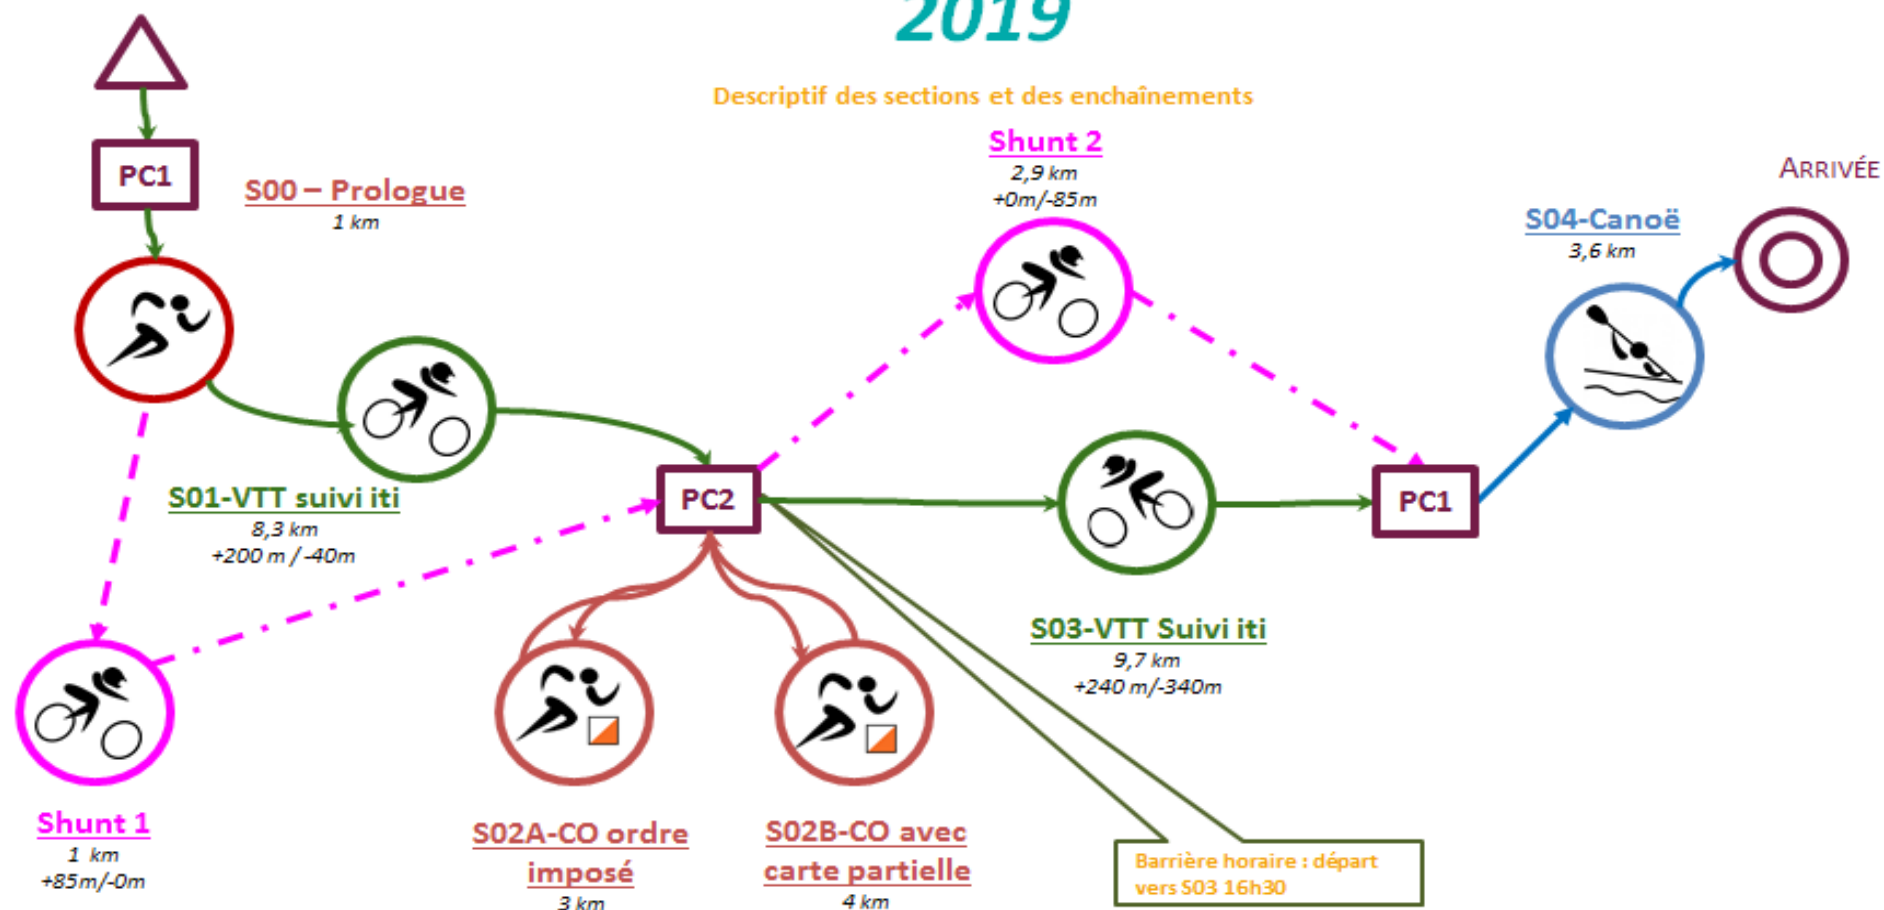 2019
Descriptif des sections et des enchaînements
PC1
S00 – Prologue
1 km
Shunt 2
2,9 km
+0m/-85m
ARRIVÉE
S04-Canoë
3,6 km
S01-VTT suivi iti
8,3 km
+200 m / -40m
PC2
PC1
S03-VTT Suivi iti
9,7 km
+240 m/-340m
Shunt 1
1 km
+85m/-0m
S02A-CO ordre
imposé
3 km
S02B-CO avec
carte partielle
4 km
Barrière horaire : départ
vers S03 16h30